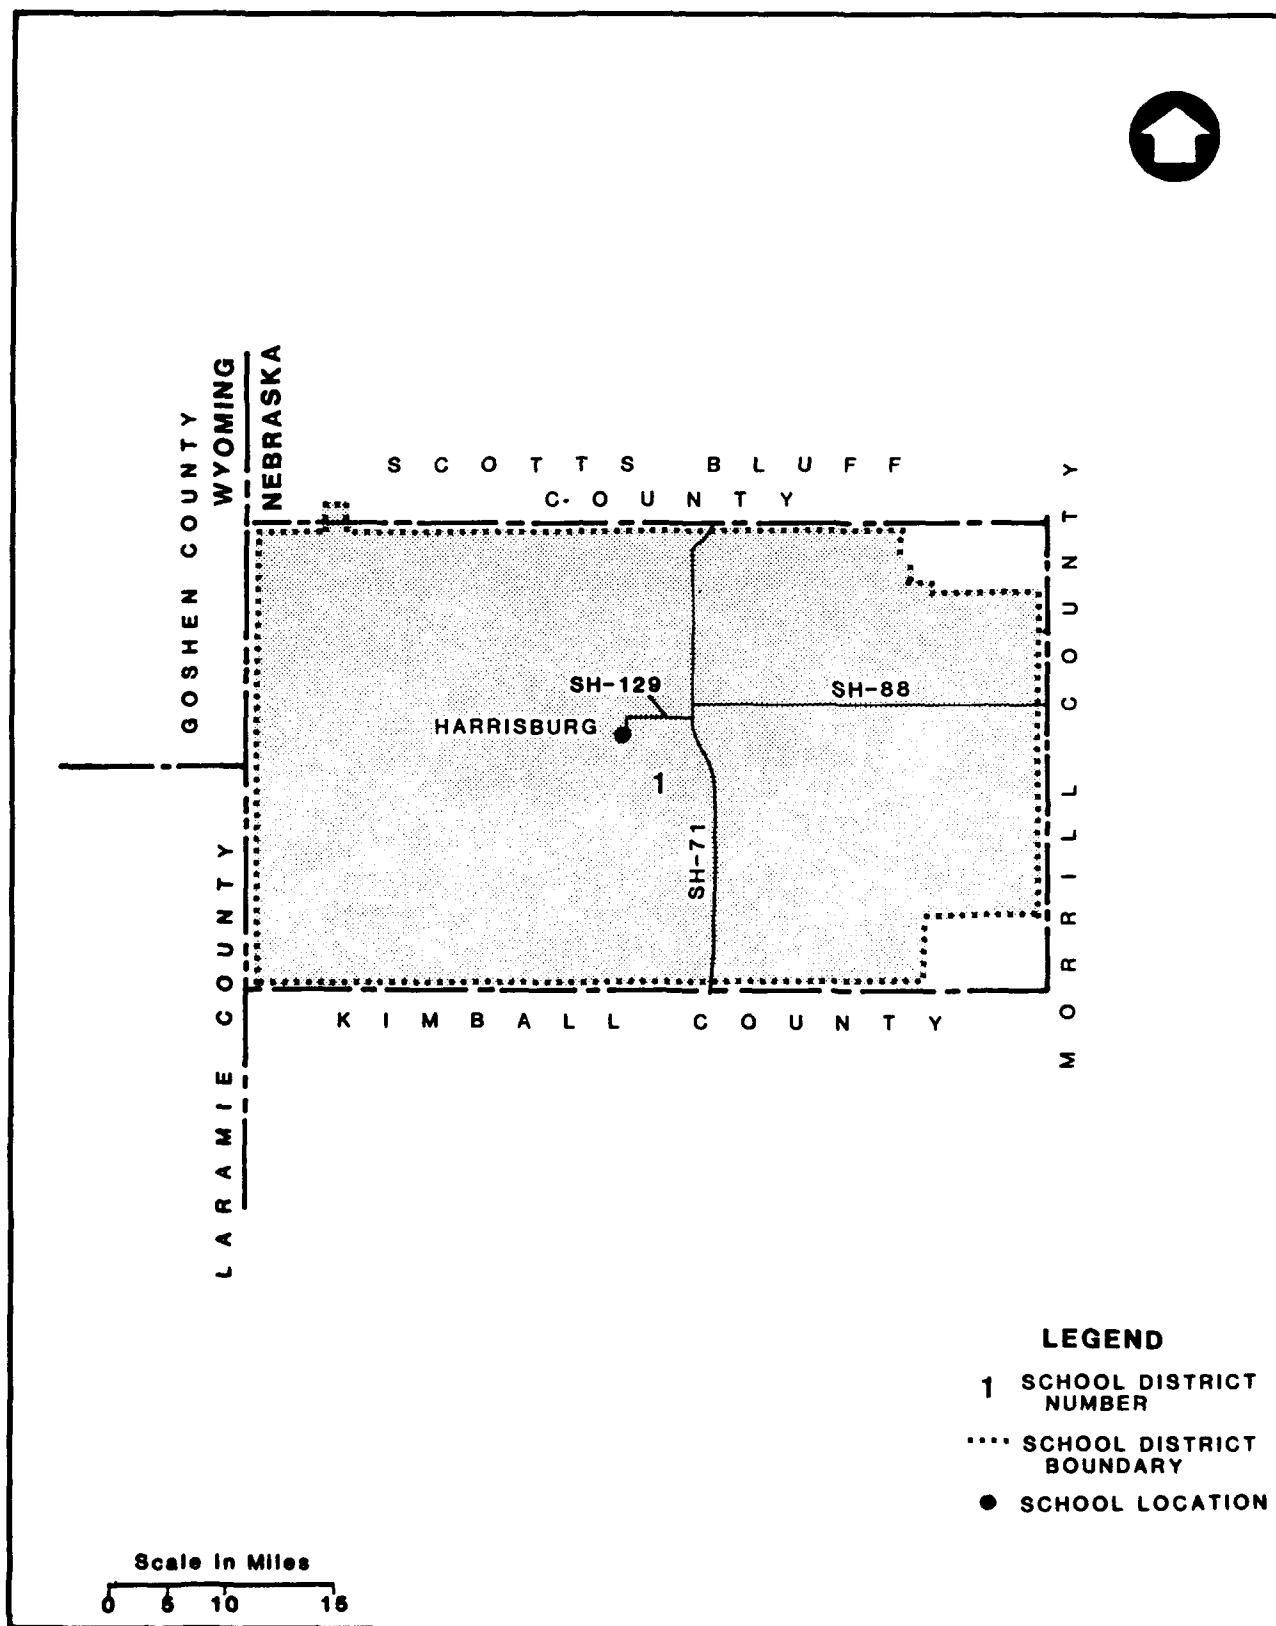 GOSHEN COUNTY
WYOMING
NEBRASKA
SCOTTS BLUFF
C.OUNTY
MORRILL COUNTY
SH-129
SH-88
HARRISBURG
1
SH-71
LARAMIE COUNTY
KIMBALL COUNTY
LEGEND
1 SCHOOL DISTRICT
NUMBER
SCHOOL DISTRICT
BOUNDARY
SCHOOL LOCATION
Scale in Miles
0 5 10 15